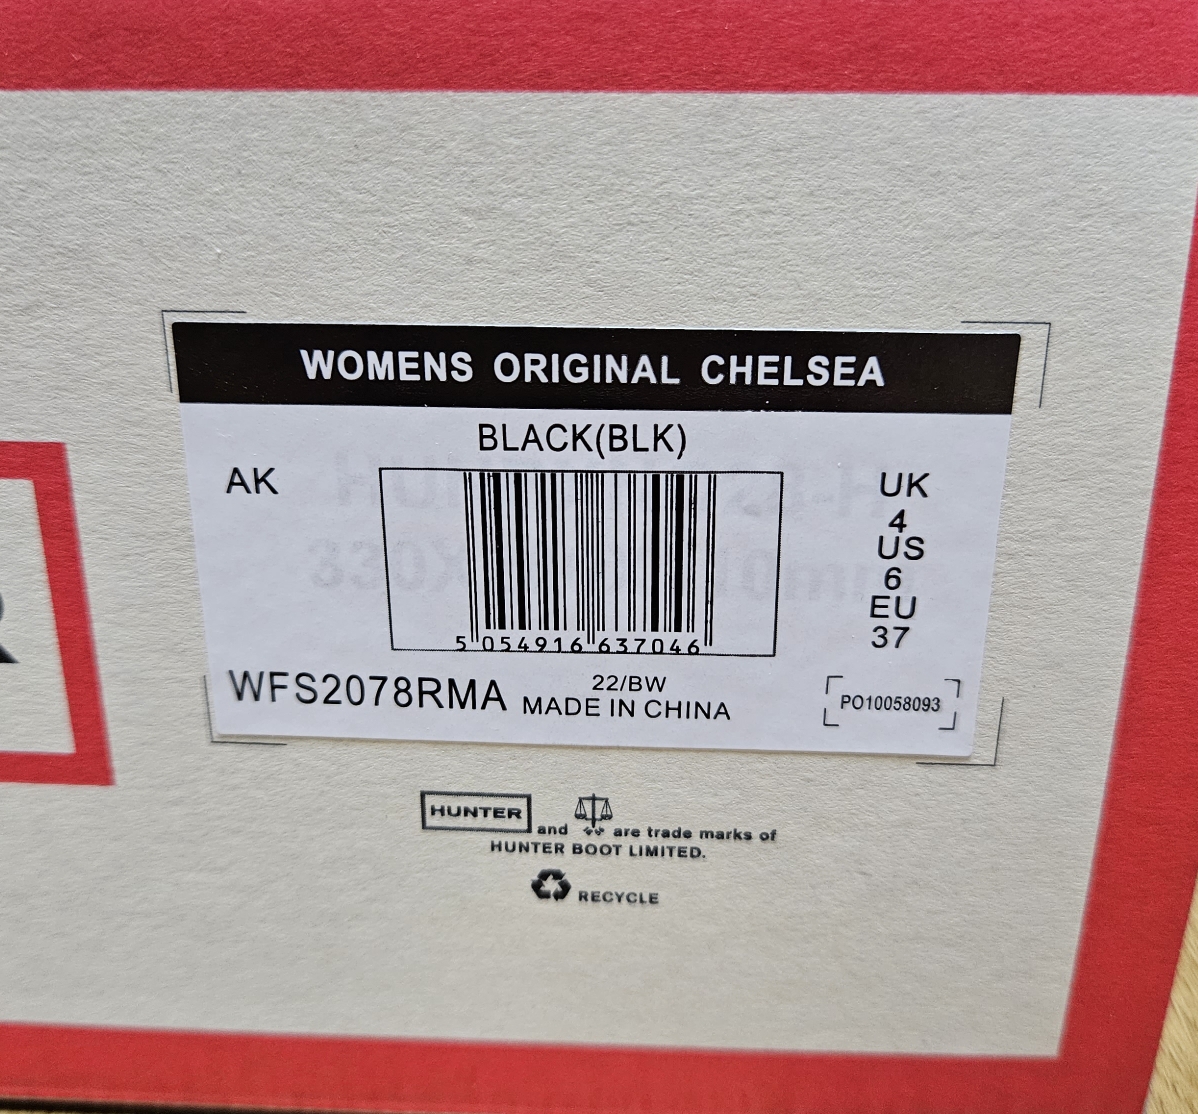 WOMENS ORIGINAL CHELSEA
BLACK(BLK)
AK
UK
4
US
6
EU
37
5 054916 637046
WFS2078RMA
22/BW
MADE IN CHINA
PO10058093
HUNTER and are trade marks of
HUNTER BOOT LIMITED.
RECYCLE